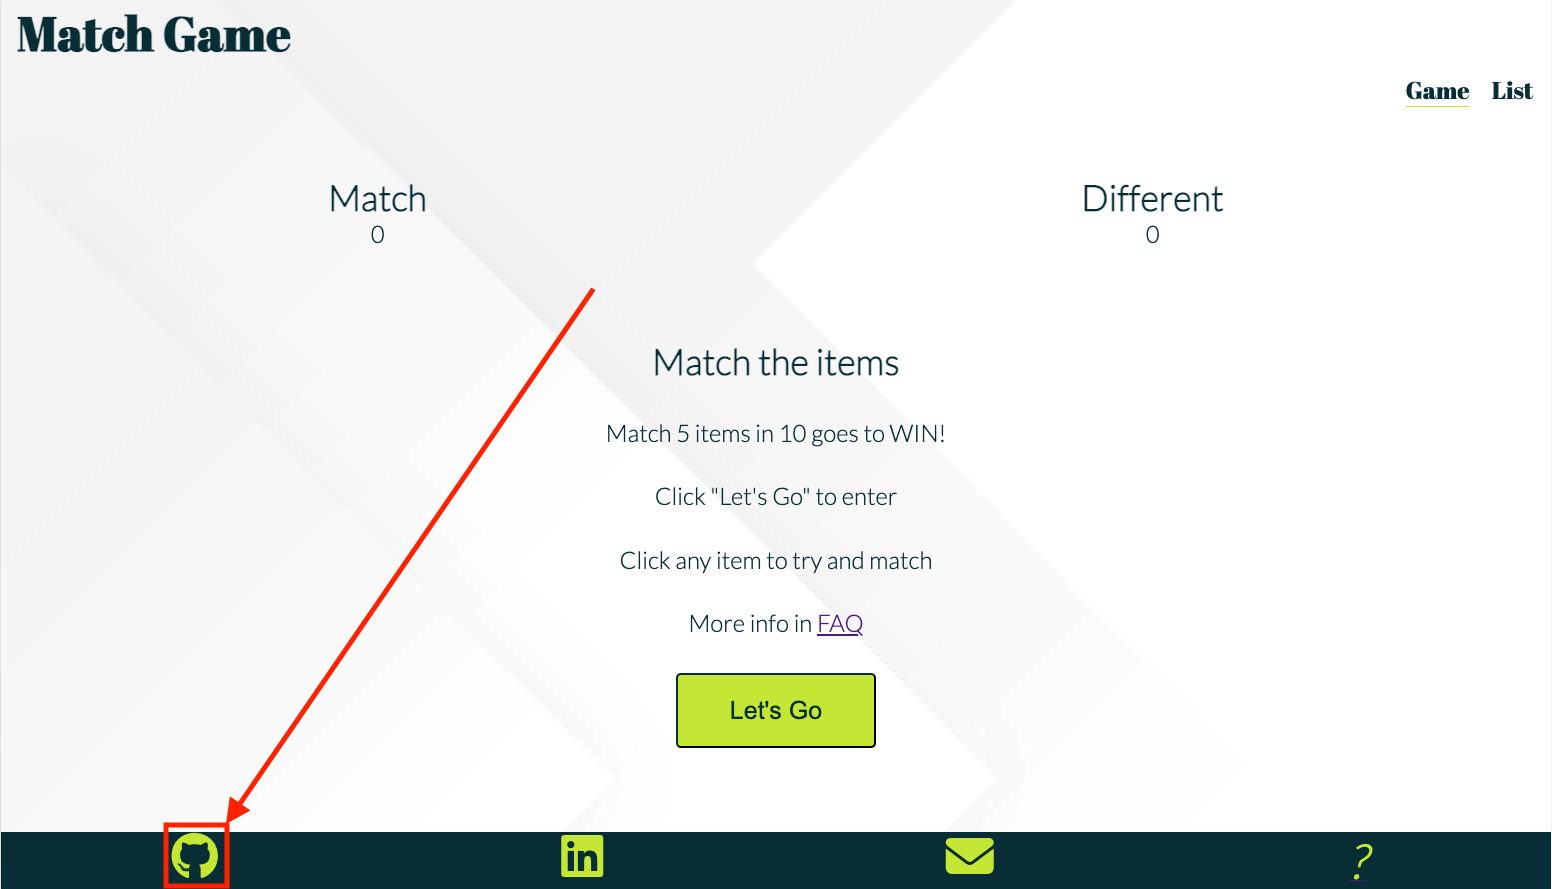 Match Game
Game List
Match
0
Different
0
Match the items
Match 5 items in 10 goes to WIN!
Click "Let's Go" to enter
Click any item to try and match
More info in FAQ
Let's Go
in
?